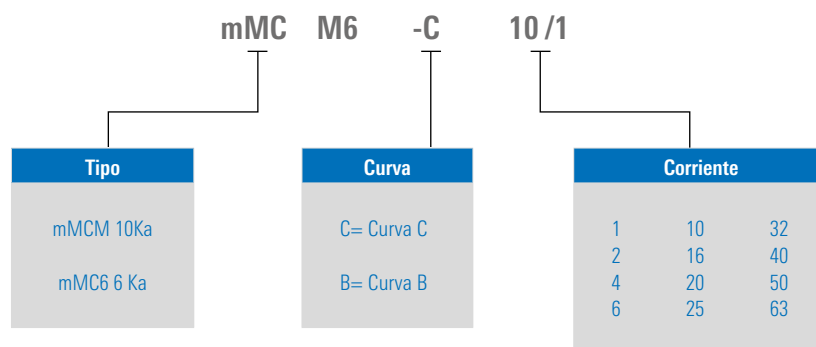 mMC M6 -C 10 /1
Tipo
mMCM 10Ka
mMC6 6 Ka
Curva
C= Curva C
B= Curva B
Corriente
1 10 32
2 16 40
4 20 50
6 25 63